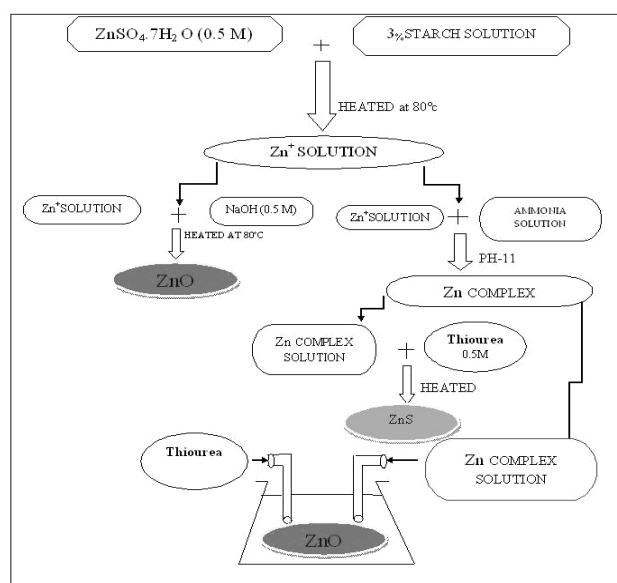 ZnSO4.7H2O (0.5 M)
+
3%STARCH SOLUTION
HEATED at 80°c
Zn+ SOLUTION
Zn+SOLUTION
+
NaOH (0.5 M)
HEATED AT 80°C
ZnO
Zn+SOLUTION
+
AMMONIA
SOLUTION
PH-11
Zn COMPLEX
Zn COMPLEX
SOLUTION
+
Thiourea
0.5M
HEATED
ZnS
Thiourea
Zn COMPLEX
SOLUTION
ZnO